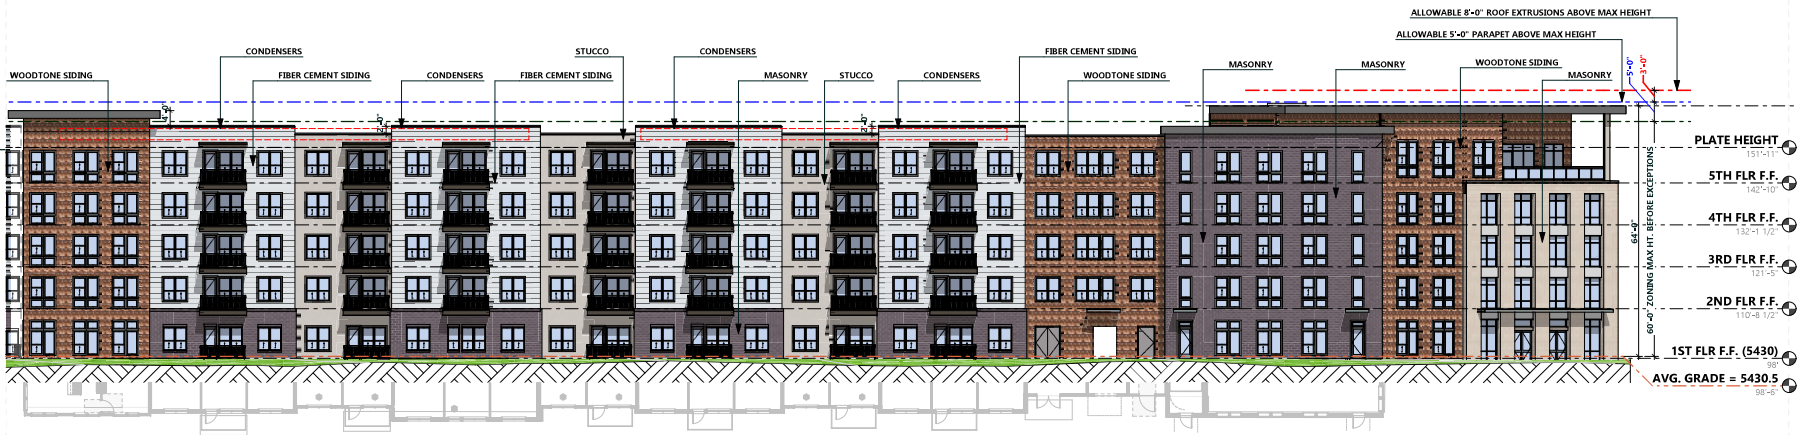 ALLOWABLE 8'-0" ROOF EXTRUSIONS ABOVE MAX HEIGHT
ALLOWABLE 5'-0" PARAPET ABOVE MAX HEIGHT
CONDENSERS
STUCCO
CONDENSERS
FIBER CEMENT SIDING
WOODTONE SIDING
FIBER CEMENT SIDING
CONDENSERS
FIBER CEMENT SIDING
MASONRY
STUCCO
CONDENSERS
WOODTONE SIDING
MASONRY
MASONRY
WOODTONE SIDING
MASONRY
5'-0"
3'-0"
4'-0"
PLATE HEIGHT
151'-11"
5TH FLR F.F.
142'-10"
4TH FLR F.F.
132'-1 1/2"
3RD FLR F.F.
121'-5"
2ND FLR F.F.
110'-8 1/2"
1ST FLR F.F. (5430)
98'
AVG. GRADE = 5430.5
98'-6"
64'-0"
60'-0" ZONING MAX HT. BEFORE EXCEPTIONS